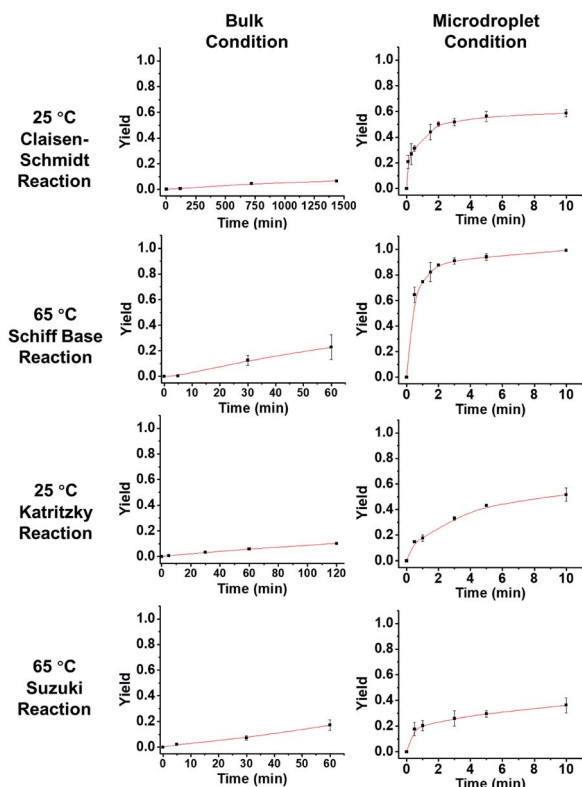 Bulk
Condition
Microdroplet
Condition
25 °C
Claisen-
Schmidt
Reaction
Yield
1.0
0.8
0.6
0.4
0.2
0.0
0 250 500 750 1000 1250 1500
Time (min)
Yield
1.0
0.8
0.6
0.4
0.2
0.0
0 2 4 6 8 10
Time (min)
65 °C
Schiff Base
Reaction
Yield
1.0
0.8
0.6
0.4
0.2
0.0
0 10 20 30 40 50 60
Time (min)
Yield
1.0
0.8
0.6
0.4
0.2
0.0
0 2 4 6 8 10
Time (min)
25 °C
Katritzky
Reaction
Yield
1.0
0.8
0.6
0.4
0.2
0.0
0 20 40 60 80 100 120
Time (min)
Yield
1.0
0.8
0.6
0.4
0.2
0.0
0 2 4 6 8 10
Time (min)
65 °C
Suzuki
Reaction
Yield
1.0
0.8
0.6
0.4
0.2
0.0
0 10 20 30 40 50 60
Time (min)
Yield
1.0
0.8
0.6
0.4
0.2
0.0
0 2 4 6 8 10
Time (min)